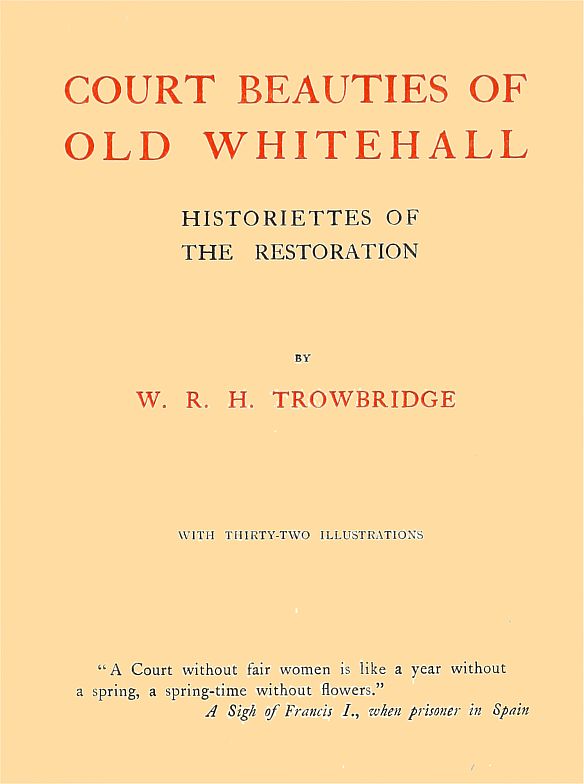 COURT BEAUTIES OF
OLD WHITEHALL
HISTORIETTES OF
THE RESTORATION
BY
W. R. H. TROWBRIDGE
WITH THIRTY-TWO ILLUSTRATIONS
“A Court without fair women is like a year without
a spring, a spring-time without flowers.”
A Sigh of Francis I., when prisoner in Spain